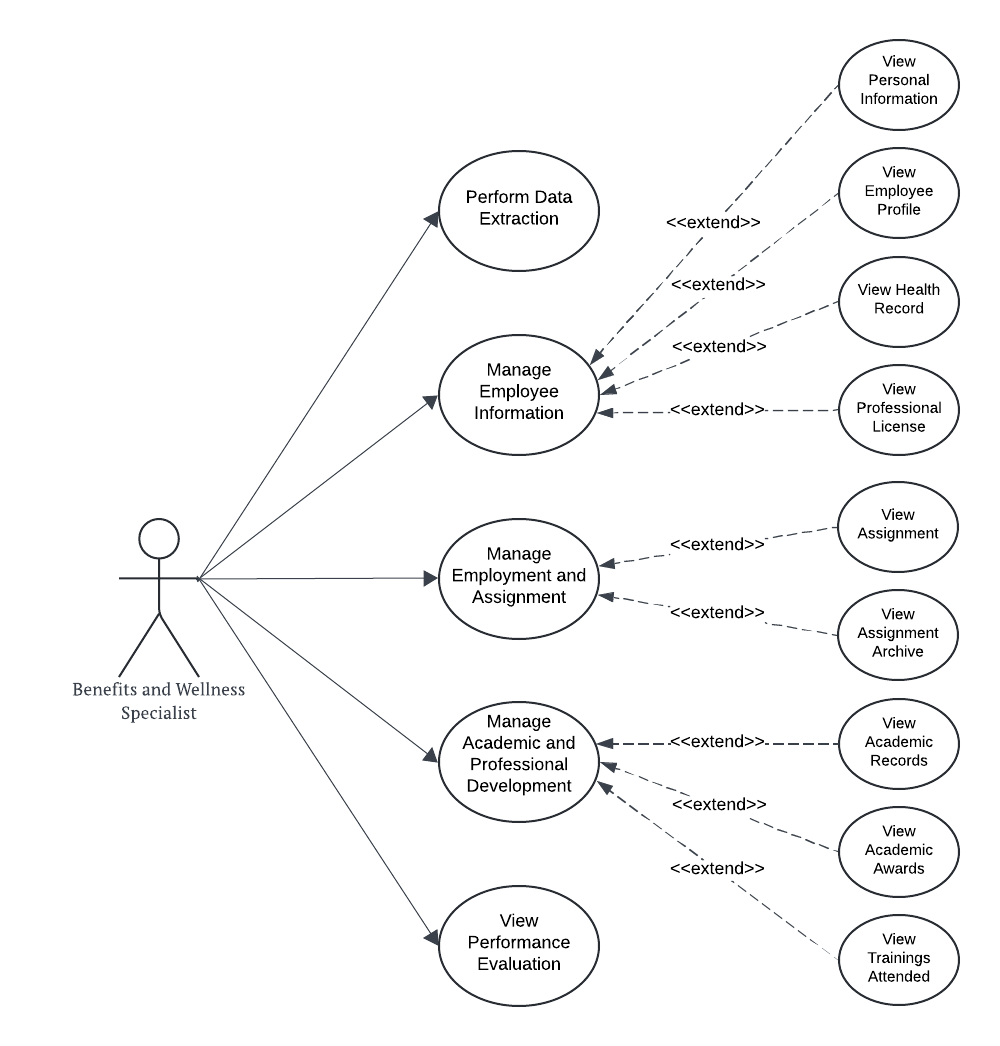 View
Personal
Information
View
Employee
Profile
View Health
Record
View
Professional
License
View
Assignment
View
Assignment
Archive
View
Academic
Records
View
Academic
Awards
View
Trainings
Attended
<<extend>>
<<extend>>
<<extend>>
<<extend>>
<<extend>>
<<extend>>
<<extend>>
<<extend>>
<<extend>>
Perform Data
Extraction
Manage
Employee
Information
Manage
Employment and
Assignment
Manage
Academic and
Professional
Development
View
Performance
Evaluation
Benefits and Wellness
Specialist